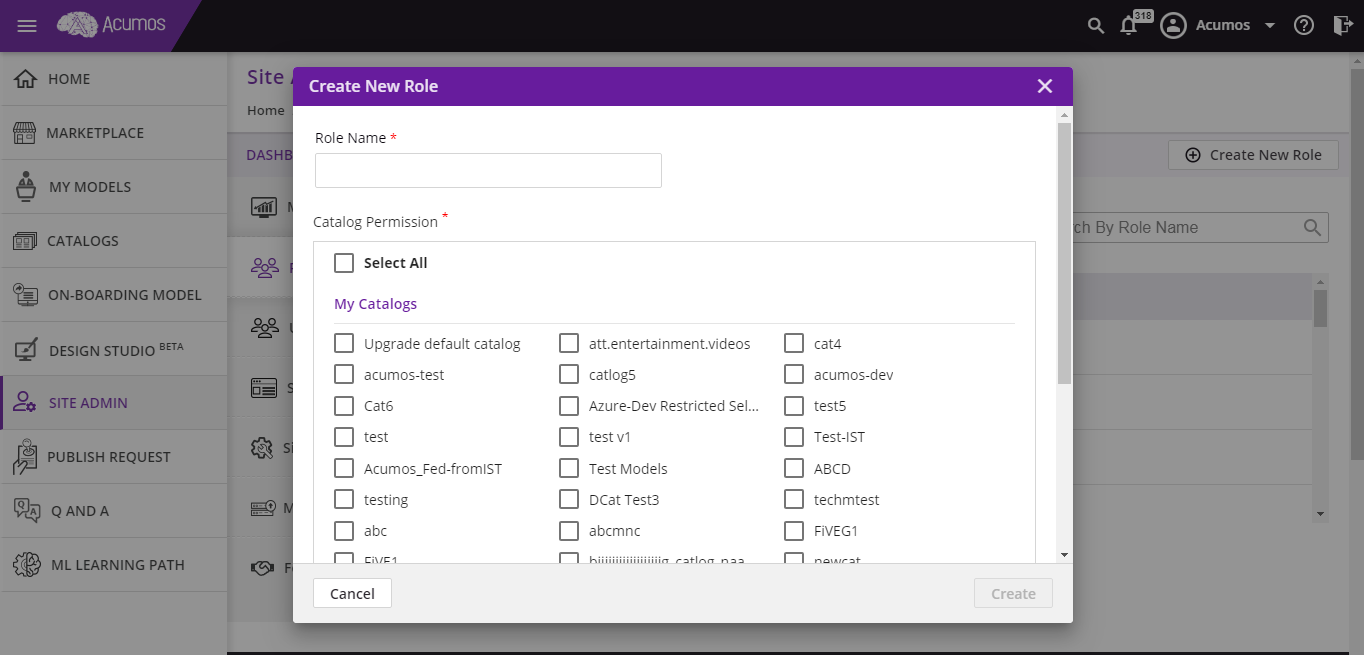 Acumos
318
Acumos
HOME
MARKETPLACE
MY MODELS
CATALOGS
ON-BOARDING MODEL
DESIGN STUDIO BETA
SITE ADMIN
PUBLISH REQUEST
Q AND A
ML LEARNING PATH
Site
Home
DASHB
Create New Role
ch By Role Name
Create New Role
Role Name *
Catalog Permission *
Select All
My Catalogs
Upgrade default catalog att.entertainment.videos cat4
acumos-test catlog5 acumos-dev
Cat6 Azure-Dev Restricted Sel... test5
test test v1 Test-IST
Acumos_Fed-fromIST Test Models ABCD
testing DCat Test3 techmtest
abc abcmnc FiVEG1
FiVE1 newcat
Cancel
Create